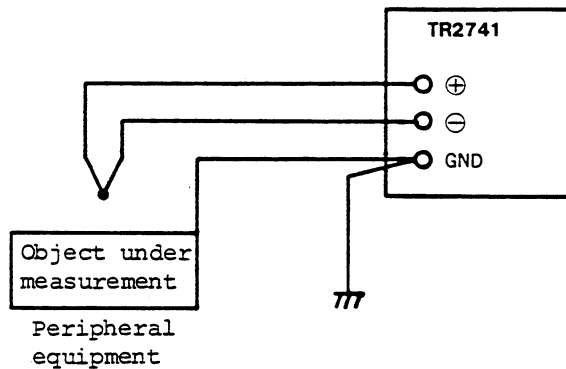 TR2741
⊕
⊖
GND
Object under
measurement
Peripheral
equipment